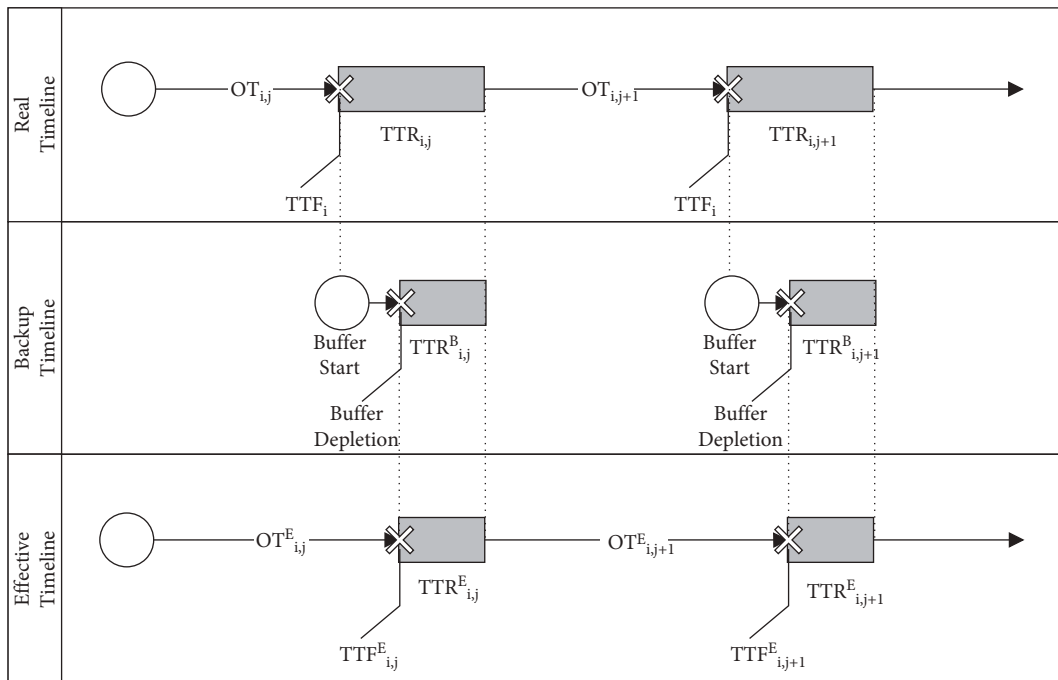 Real
Timeline
OT_{i,j}
OT_{i,j+1}
TTR_{i,j}
TTR_{i,j+1}
TTF_i
TTF_i
Backup
Timeline
Buffer
Start
TTR^B_{i,j}
Buffer
Depletion
Buffer
Start
TTR^B_{i,j+1}
Buffer
Depletion
Effective
Timeline
OT^E_{i,j}
OT^E_{i,j+1}
TTR^E_{i,j}
TTR^E_{i,j+1}
TTF^E_{i,j}
TTF^E_{i,j+1}